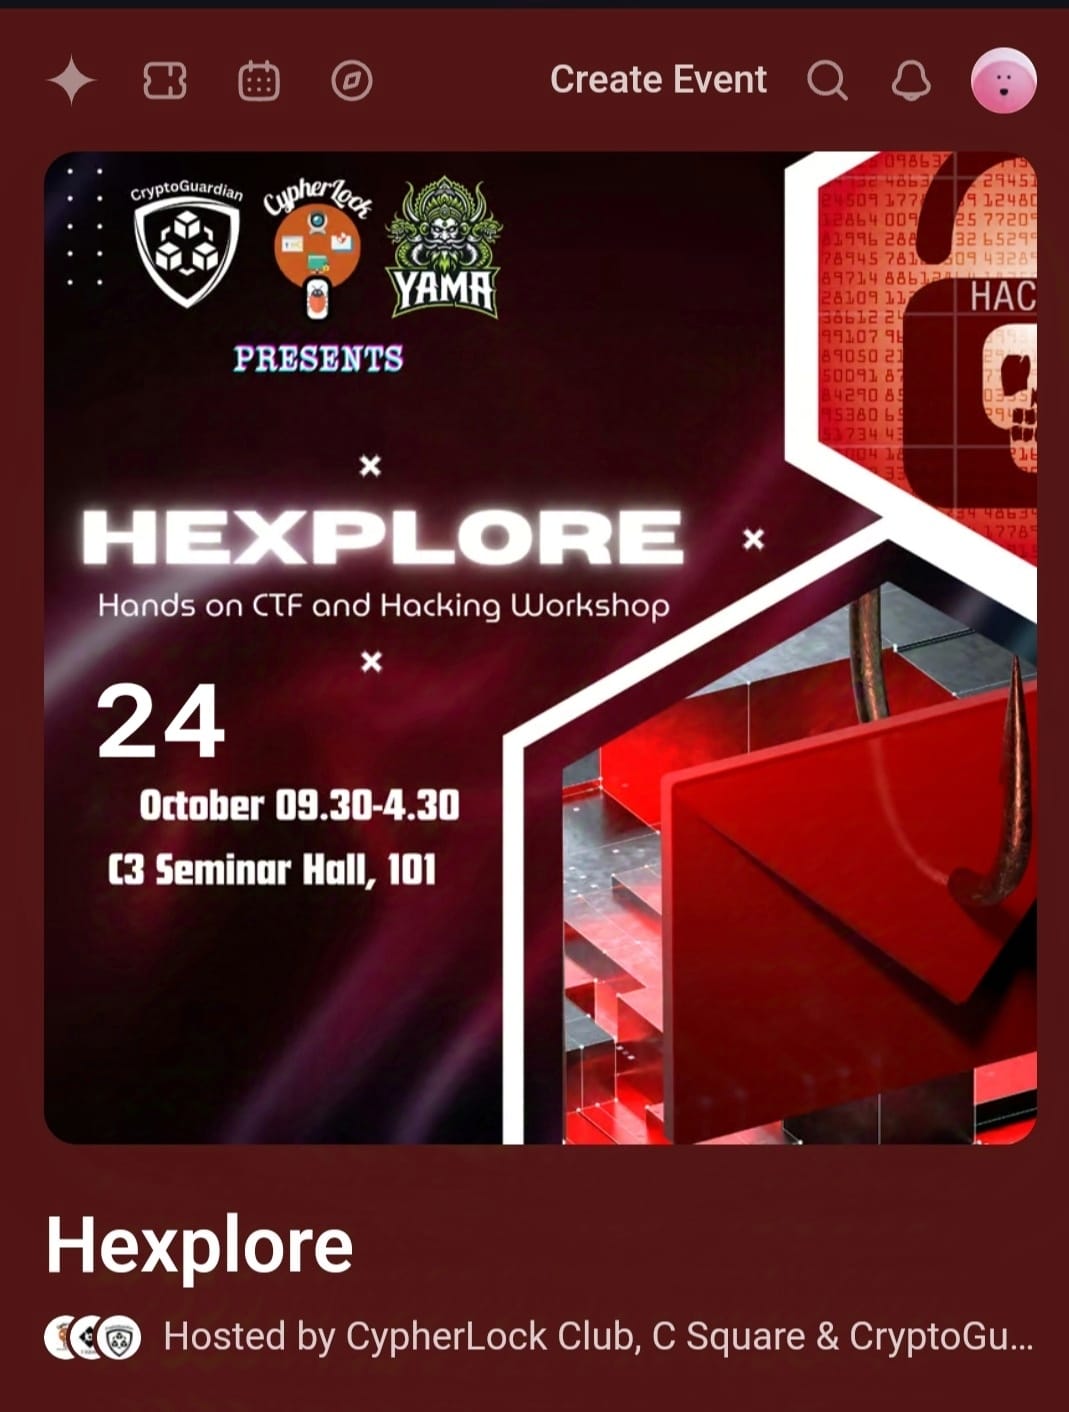 Create Event
CryptoGuardian
CypherLock
YAMA
PRESENTS
HAC
HEXPLORE
Hands on CTF and Hacking Workshop
24
October 09.30-4.30
C3 Seminar Hall, 101
Hexplore
Hosted by CypherLock Club, C Square & CryptoGu...